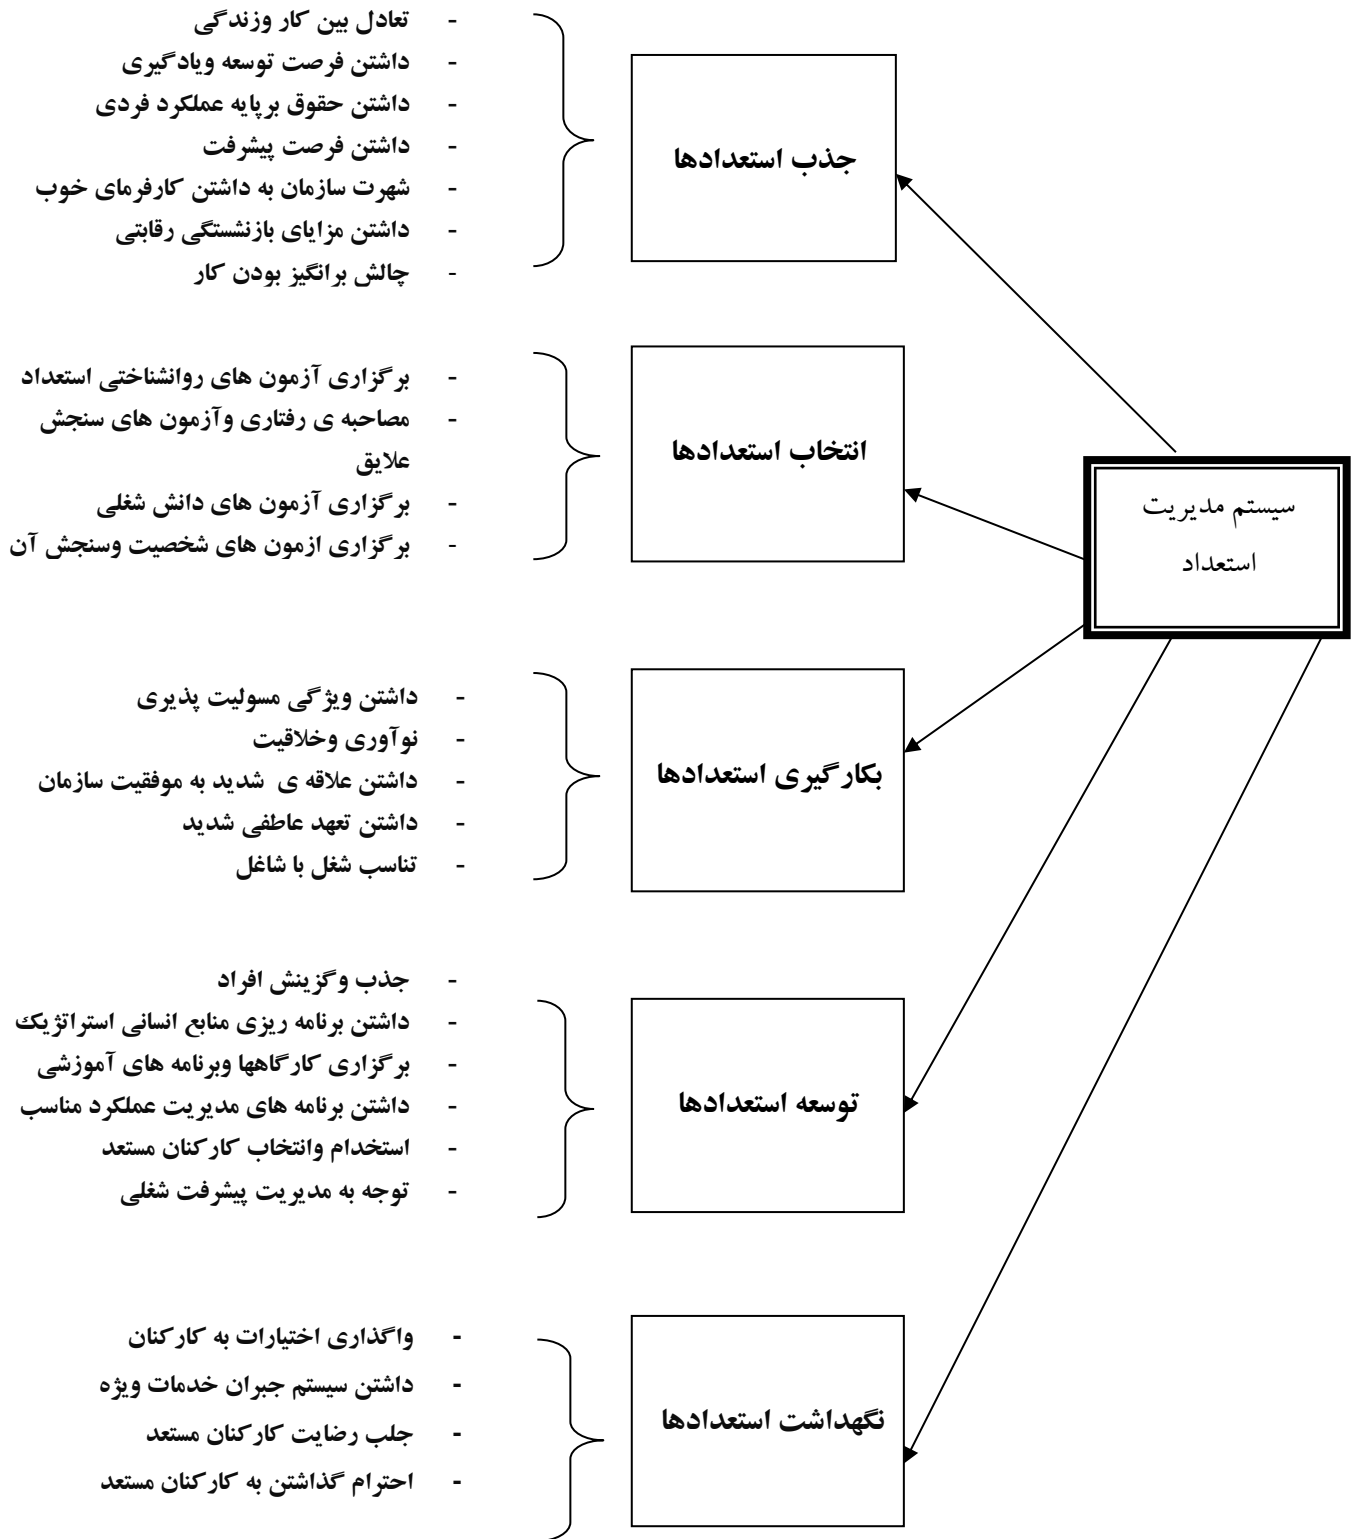 - تعادل بین کار وزندگی
- داشتن فرصت توسعه ویادگیری
- داشتن حقوق برپایه عملکرد فردی
- داشتن فرصت پیشرفت
- شهرت سازمان به داشتن کارفرمای خوب
- داشتن مزایای بازنشستگی رقابتی
- چالش برانگیز بودن کار
جذب استعدادها
- برگزاری آزمون های روانشناختی استعداد
- مصاحبه ی رفتاری وآزمون های سنجش
علایق
- برگزاری آزمون های دانش شغلی
- برگزاری ازمون های شخصیت وسنجش آن
انتخاب استعدادها
سیستم مدیریت
استعداد
- داشتن ویژگی مسولیت پذیری
- نوآوری وخلاقیت
- داشتن علاقه ی شدید به موفقیت سازمان
- داشتن تعهد عاطفی شدید
- تناسب شغل با شاغل
بکارگیری استعدادها
- جذب وگزینش افراد
- داشتن برنامه ریزی منابع انسانی استراتژیک
- برگزاری کارگاهها وبرنامه های آموزشی
- داشتن برنامه های مدیریت عملکرد مناسب
- استخدام وانتخاب کارکنان مستعد
- توجه به مدیریت پیشرفت شغلی
توسعه استعدادها
- واگذاری اختیارات به کارکنان
- داشتن سیستم جبران خدمات ویژه
- جلب رضایت کارکنان مستعد
- احترام گذاشتن به کارکنان مستعد
نگهداشت استعدادها